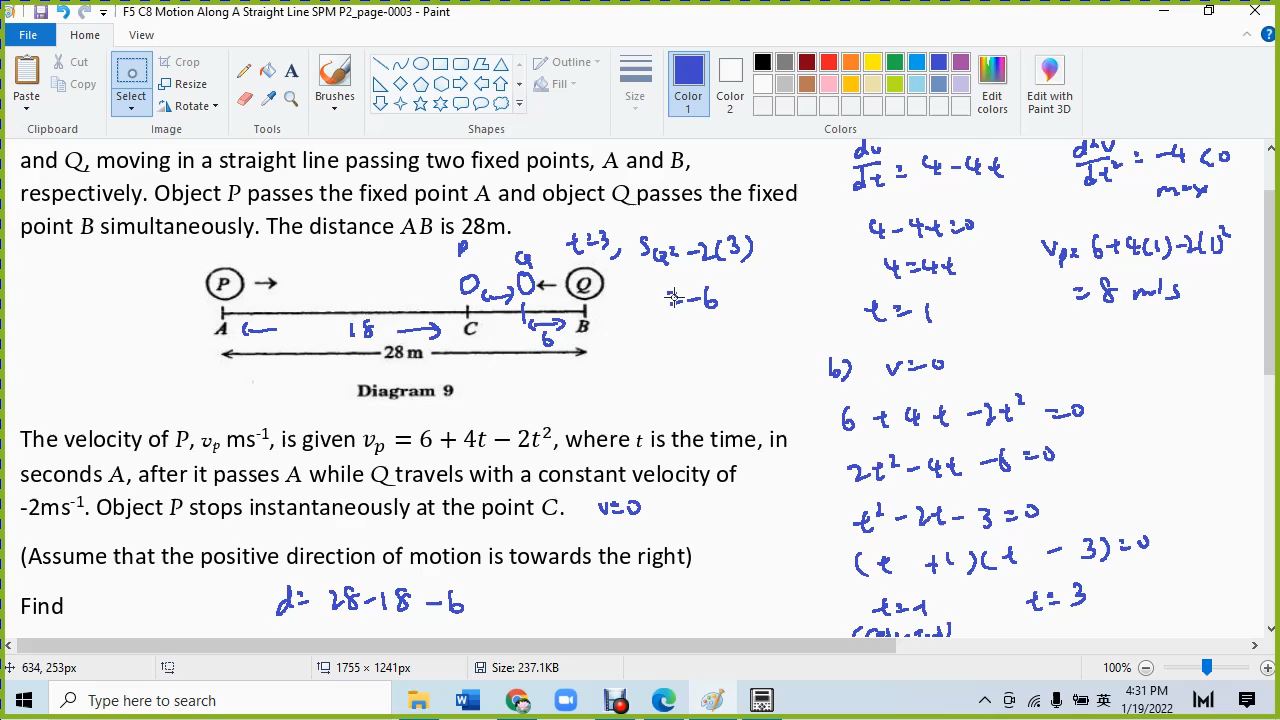 F5 C8 Motion Along A Straight Line SPM P2_page-0003 - Paint
File Home View
Paste
Cut
Copy
Clipboard
Select
Crop
Resize
Rotate
Image
A
Tools
Brushes
Outline
Fill
Shapes
Size
Color 1
Color 2
Edit colors
Colors
Edit with Paint 3D
and Q, moving in a straight line passing two fixed points, A and B,
respectively. Object P passes the fixed point A and object Q passes the fixed
point B simultaneously. The distance AB is 28m.
P Q t=3, S_Q = -2(3)
= -6
P Q
A 18 C 6 B
28 m
Diagram 9
The velocity of P, v_p ms⁻¹, is given v_p = 6 + 4t − 2t², where t is the time, in
seconds A, after it passes A while Q travels with a constant velocity of
-2ms⁻¹. Object P stops instantaneously at the point C. v=0
(Assume that the positive direction of motion is towards the right)
Find d= 28-18-6
dv/dt = 4-4t
4-4t=0
4=4t
t=1
d²v/dt² = -4 <0
max
v_p = 6+4(1)-2(1)²
= 8 m/s
b) v=0
6 + 4t -2t² =0
2t² -4t -6=0
t² -2t -3=0
(t +1)(t -3)=0
t=-1 t=3
634, 253px
1755 × 1241px
Size: 237.1KB
100%
Type here to search
英
4:31 PM
1/19/2022